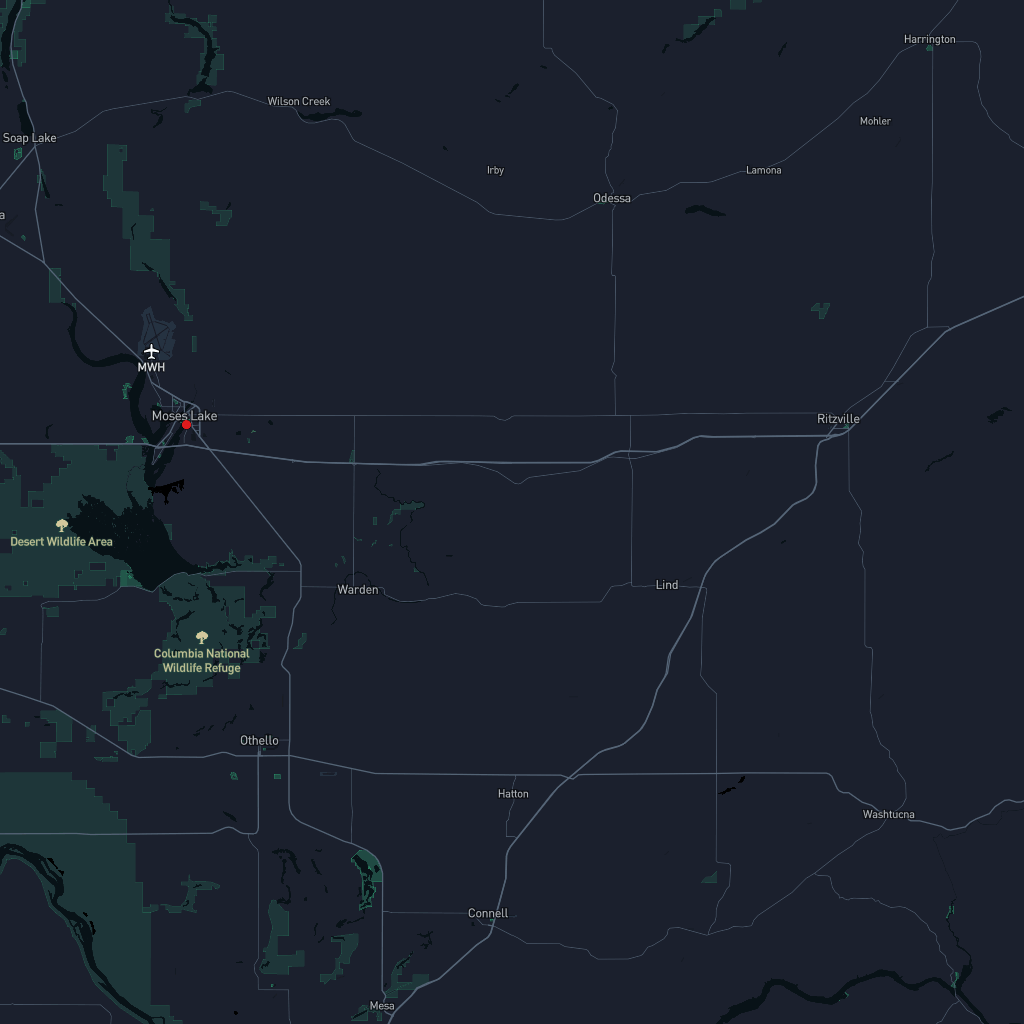 Harrington
Wilson Creek
Mohler
Soap Lake
Irby
Lamona
Odessa
a
MWH
Moses Lake
Ritzville
Desert Wildlife Area
Lind
Warden
Columbia National
Wildlife Refuge
Othello
Hatton
Washtucna
Connell
Mesa